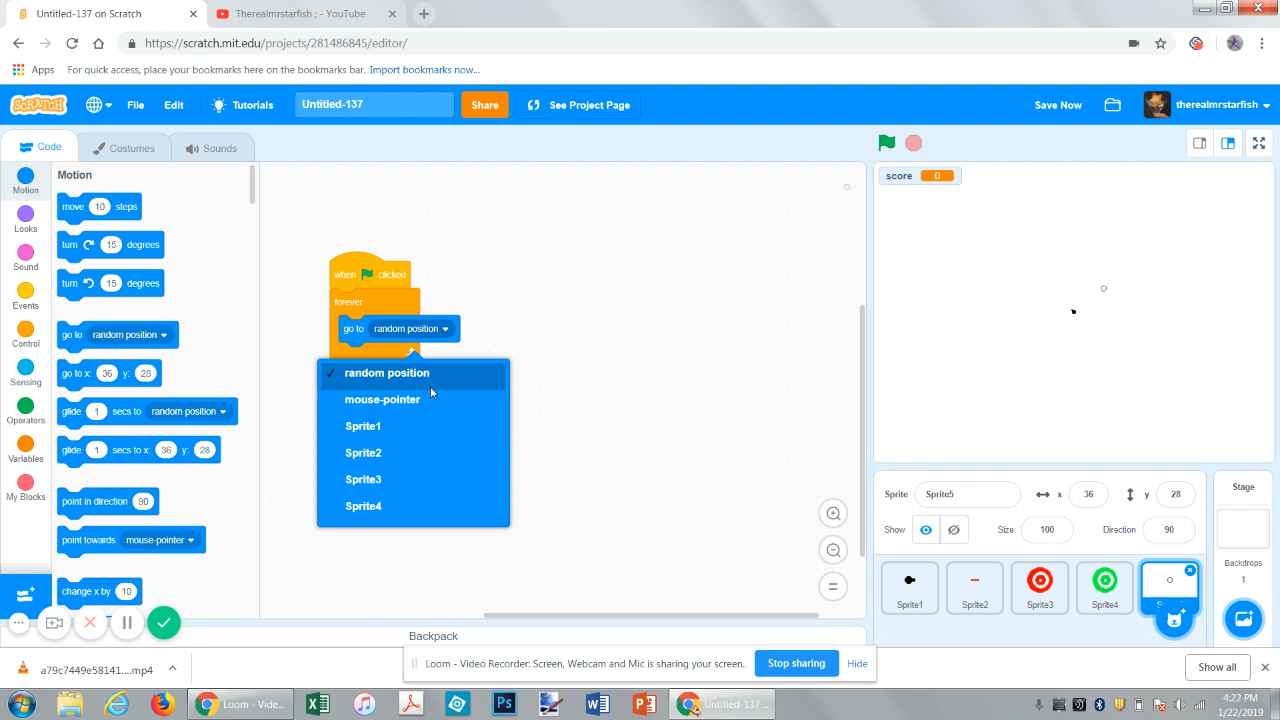 Untitled-137 on Scratch
Therealmrstarfish ; - YouTube
https://scratch.mit.edu/projects/281486845/editor/
Apps For quick access, place your bookmarks here on the bookmarks bar. Import bookmarks now...
SCRATCH File Edit Tutorials Untitled-137 Share See Project Page Save Now therealmrstarfish
Code Costumes Sounds
Motion
Looks
Sound
Events
Control
Sensing
Operators
Variables
My Blocks
Motion
move 10 steps
turn 15 degrees
turn 15 degrees
go to random position
go to x: 36 y: 28
glide 1 secs to random position
glide 1 secs to x: 36 y: 28
point in direction 90
point towards mouse-pointer
change x by 10
when clicked
forever
go to random position
✓ random position
mouse-pointer
Sprite1
Sprite2
Sprite3
Sprite4
score 0
Sprite Sprite5 x 36 y 28
Show Size 100 Direction 90
Sprite1 Sprite2 Sprite3 Sprite4
Stage
Backdrops
1
Backpack
Loom - Video Recorder: Screen, Webcam and Mic is sharing your screen. Stop sharing Hide
a79c7449e58141....mp4
Show all
Loom - Vide...
Untitled-137 ...
4:22 PM
1/22/2019